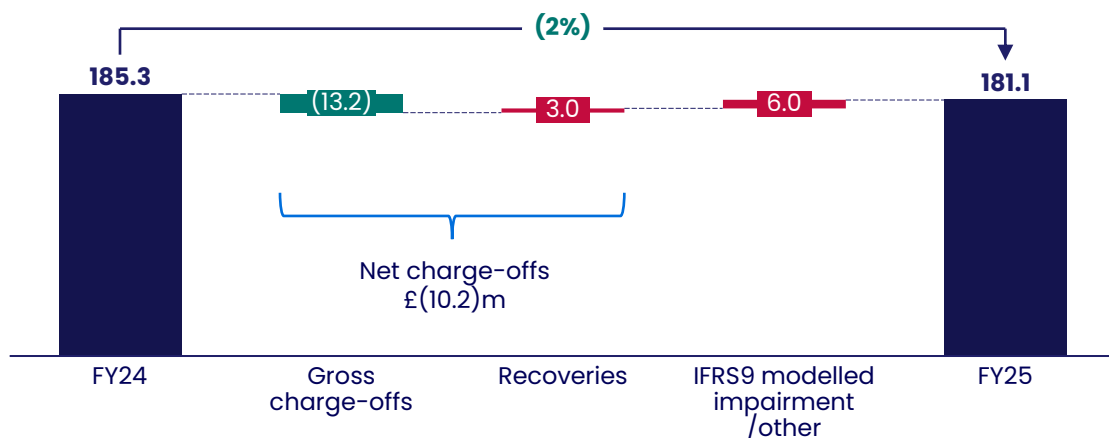 (2%)
185.3
(13.2)
3.0
6.0
181.1
Net charge-offs
£(10.2)m
FY24
Gross
charge-offs
Recoveries
IFRS9 modelled
impairment
/other
FY25